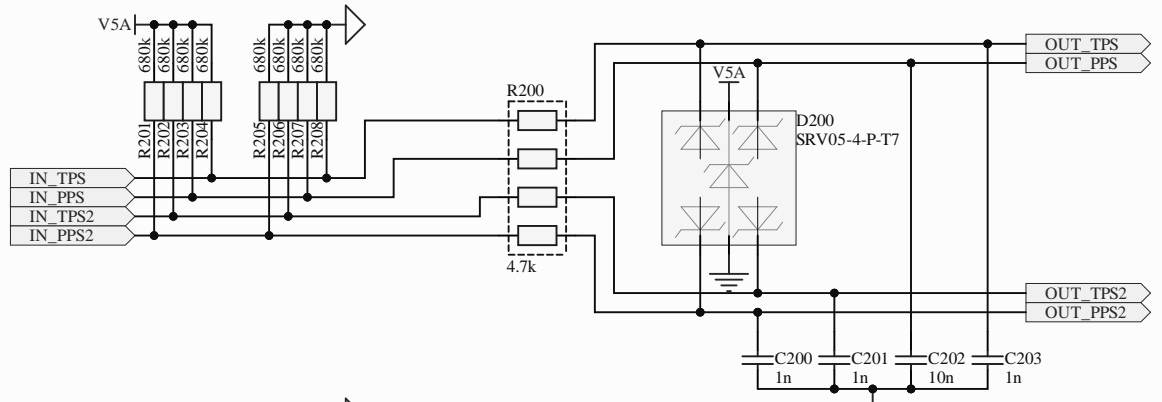 V5A
680k
680k
680k
680k
680k
680k
680k
680k
R201
R202
R203
R204
R205
R206
R207
R208
IN_TPS
IN_PPS
IN_TPS2
IN_PPS2
R200
4.7k
V5A
D200
SRV05-4-P-T7
OUT_TPS
OUT_PPS
OUT_TPS2
OUT_PPS2
C200
1n
C201
1n
C202
10n
C203
1n